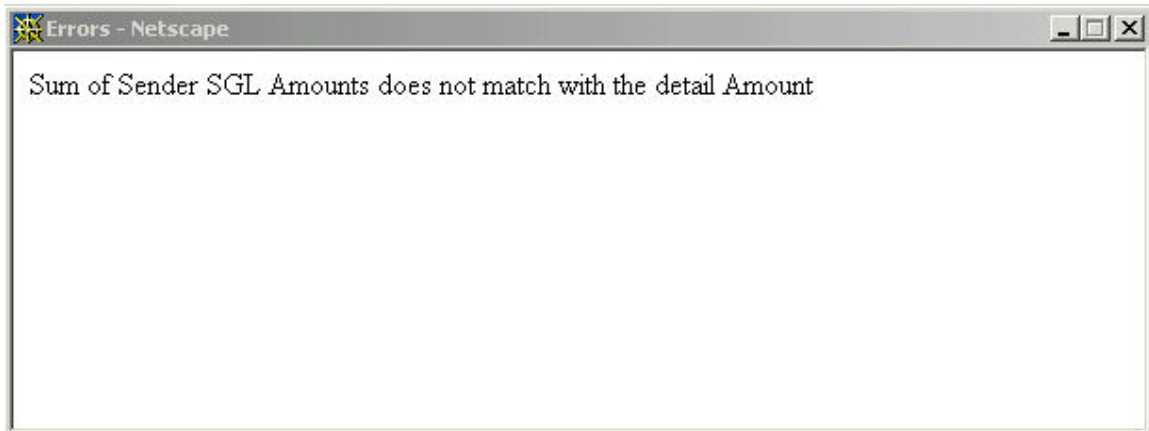 Errors - Netscape
Sum of Sender SGL Amounts does not match with the detail Amount